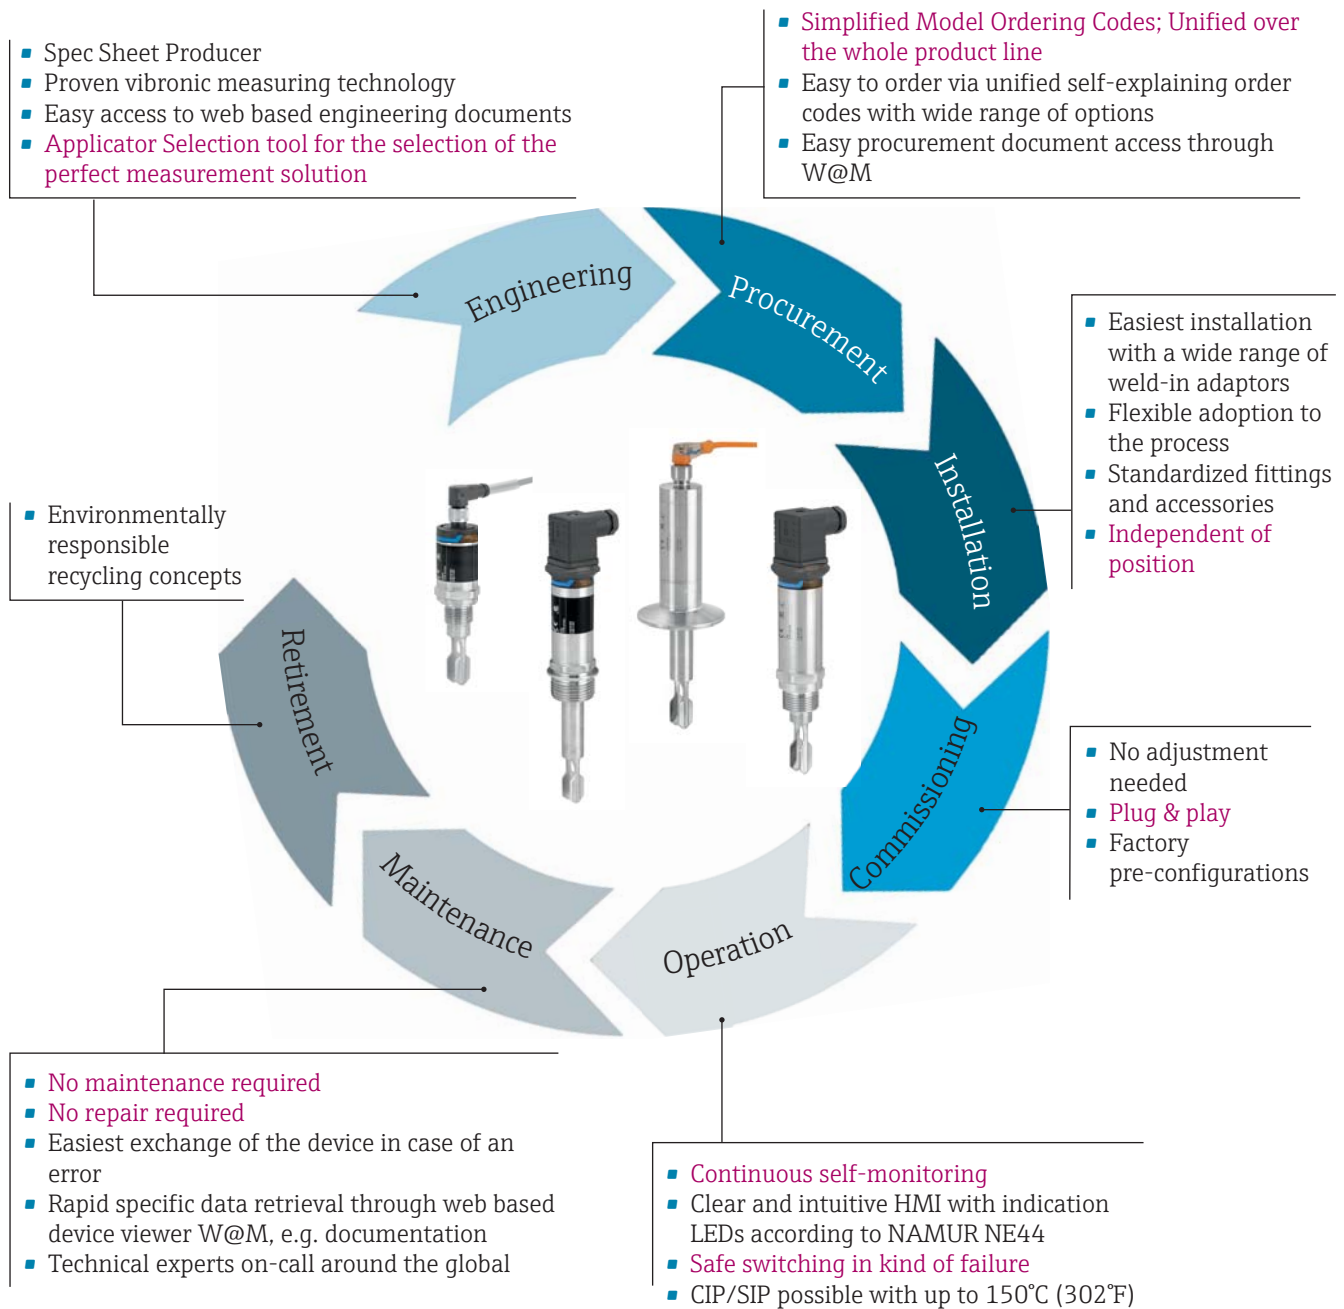 ▪ Spec Sheet Producer
▪ Proven vibronic measuring technology
▪ Easy access to web based engineering documents
▪ Applicator Selection tool for the selection of the
perfect measurement solution
▪ Simplified Model Ordering Codes; Unified over
the whole product line
▪ Easy to order via unified self-explaining order
codes with wide range of options
▪ Easy procurement document access through
W@M
Engineering
Procurement
▪ Easiest installation
with a wide range of
weld-in adaptors
▪ Flexible adoption to
the process
▪ Standardized fittings
and accessories
▪ Independent of
position
Installation
▪ Environmentally
responsible
recycling concepts
Retirement
Commissioning
▪ No adjustment
needed
▪ Plug & play
▪ Factory
pre-configurations
Maintenance
Operation
▪ No maintenance required
▪ No repair required
▪ Easiest exchange of the device in case of an
error
▪ Rapid specific data retrieval through web based
device viewer W@M, e.g. documentation
▪ Technical experts on-call around the global
▪ Continuous self-monitoring
▪ Clear and intuitive HMI with indication
LEDs according to NAMUR NE44
▪ Safe switching in kind of failure
▪ CIP/SIP possible with up to 150°C (302°F)